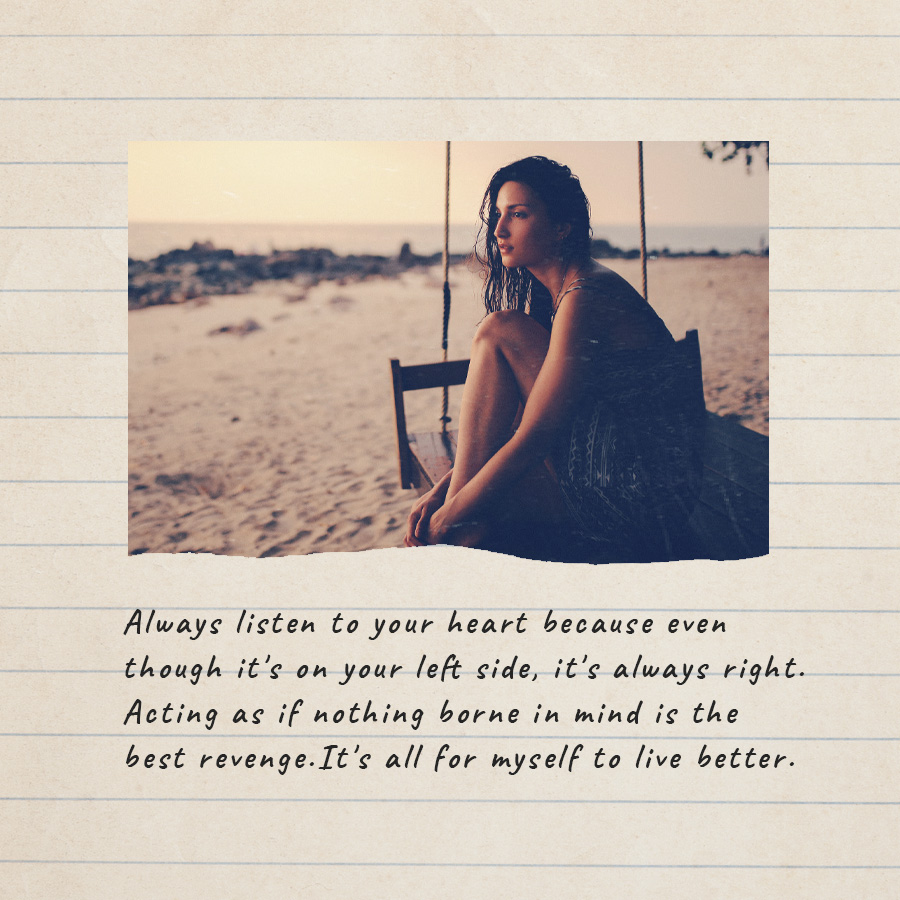 Always listen to your heart because even
though it's on your left side, it's always right.
Acting as if nothing borne in mind is the
best revenge.It's all for myself to live better.